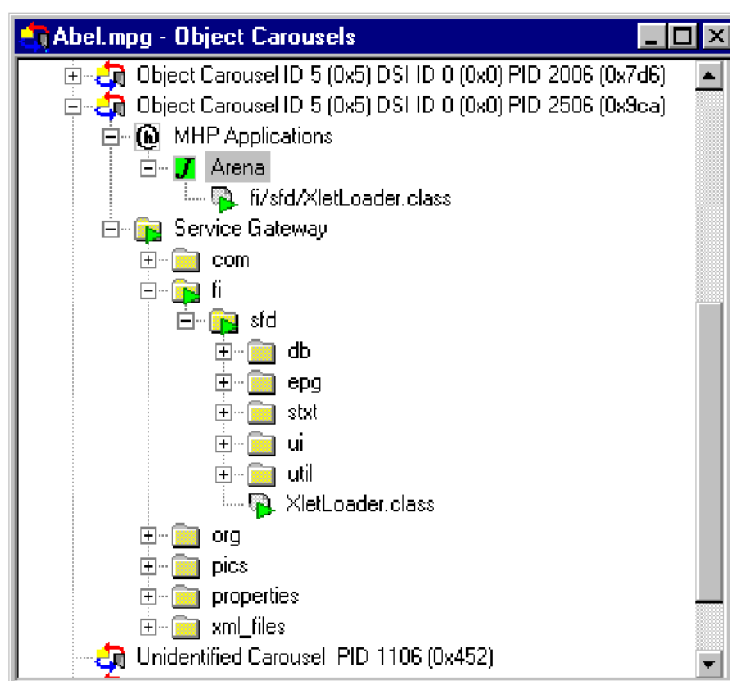 Abel.mpg - Object Carousels
Object Carousel ID 5 (0x5) DSI ID 0 (0x0) PID 2006 (0x7d6)
Object Carousel ID 5 (0x5) DSI ID 0 (0x0) PID 2506 (0x9ca)
MHP Applications
Arena
fi/sfd/XletLoader.class
Service Gateway
com
fi
sfd
db
epg
stxt
ui
util
XletLoader.class
org
pics
properties
xml_files
Unidentified Carousel PID 1106 (0x452)